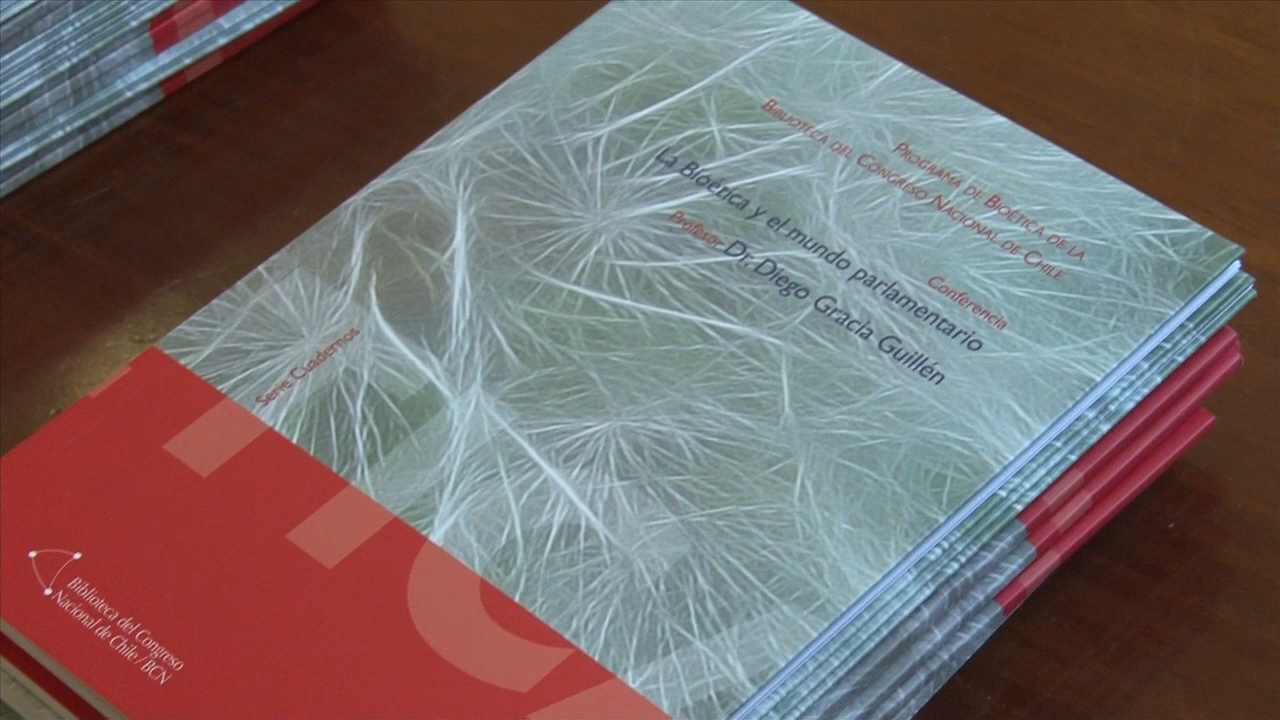 Programa de Bioética de la
Biblioteca del Congreso Nacional de Chile
Conferencia
La Bioética y el mundo parlamentario
Profesor Dr. Diego Gracia Guillén
Serie Cuadernos
Biblioteca del Congreso
Nacional de Chile / BCN